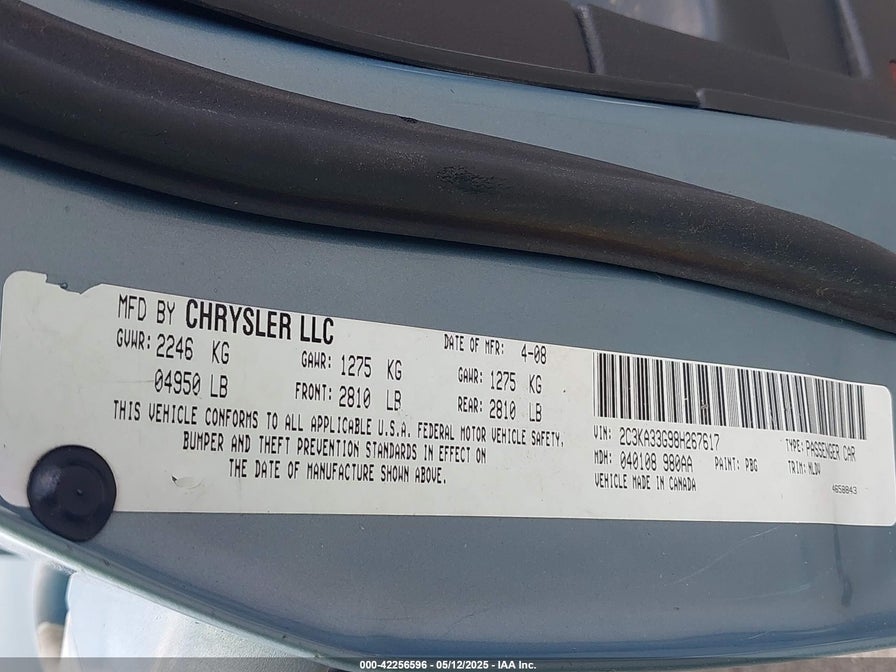 MFD BY CHRYSLER LLC
DATE OF MFR: 4-08
GVWR: 2246 KG
GAWR: 1275 KG
GAWR: 1275 KG
04950 LB
FRONT: 2810 LB
REAR: 2810 LB
THIS VEHICLE CONFORMS TO ALL APPLICABLE U.S.A. FEDERAL MOTOR VEHICLE SAFETY,
BUMPER AND THEFT PREVENTION STANDARDS IN EFFECT ON
THE DATE OF MANUFACTURE SHOWN ABOVE.
VIN: 2C3KA33G98H267617
TYPE: PASSENGER CAR
MDH: 040108 980AA
PAINT: PBG
TRIM: MLDV
VEHICLE MADE IN CANADA
4658843
000-42256596 - 05/12/2025 - IAA Inc.